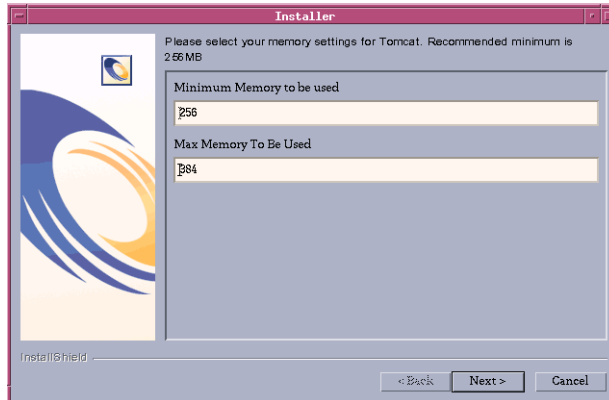 Installer
Please select your memory settings for Tomcat. Recommended minimum is
256MB
Minimum Memory to be used
256
Max Memory To Be Used
384
InstallShield
< Back
Next >
Cancel